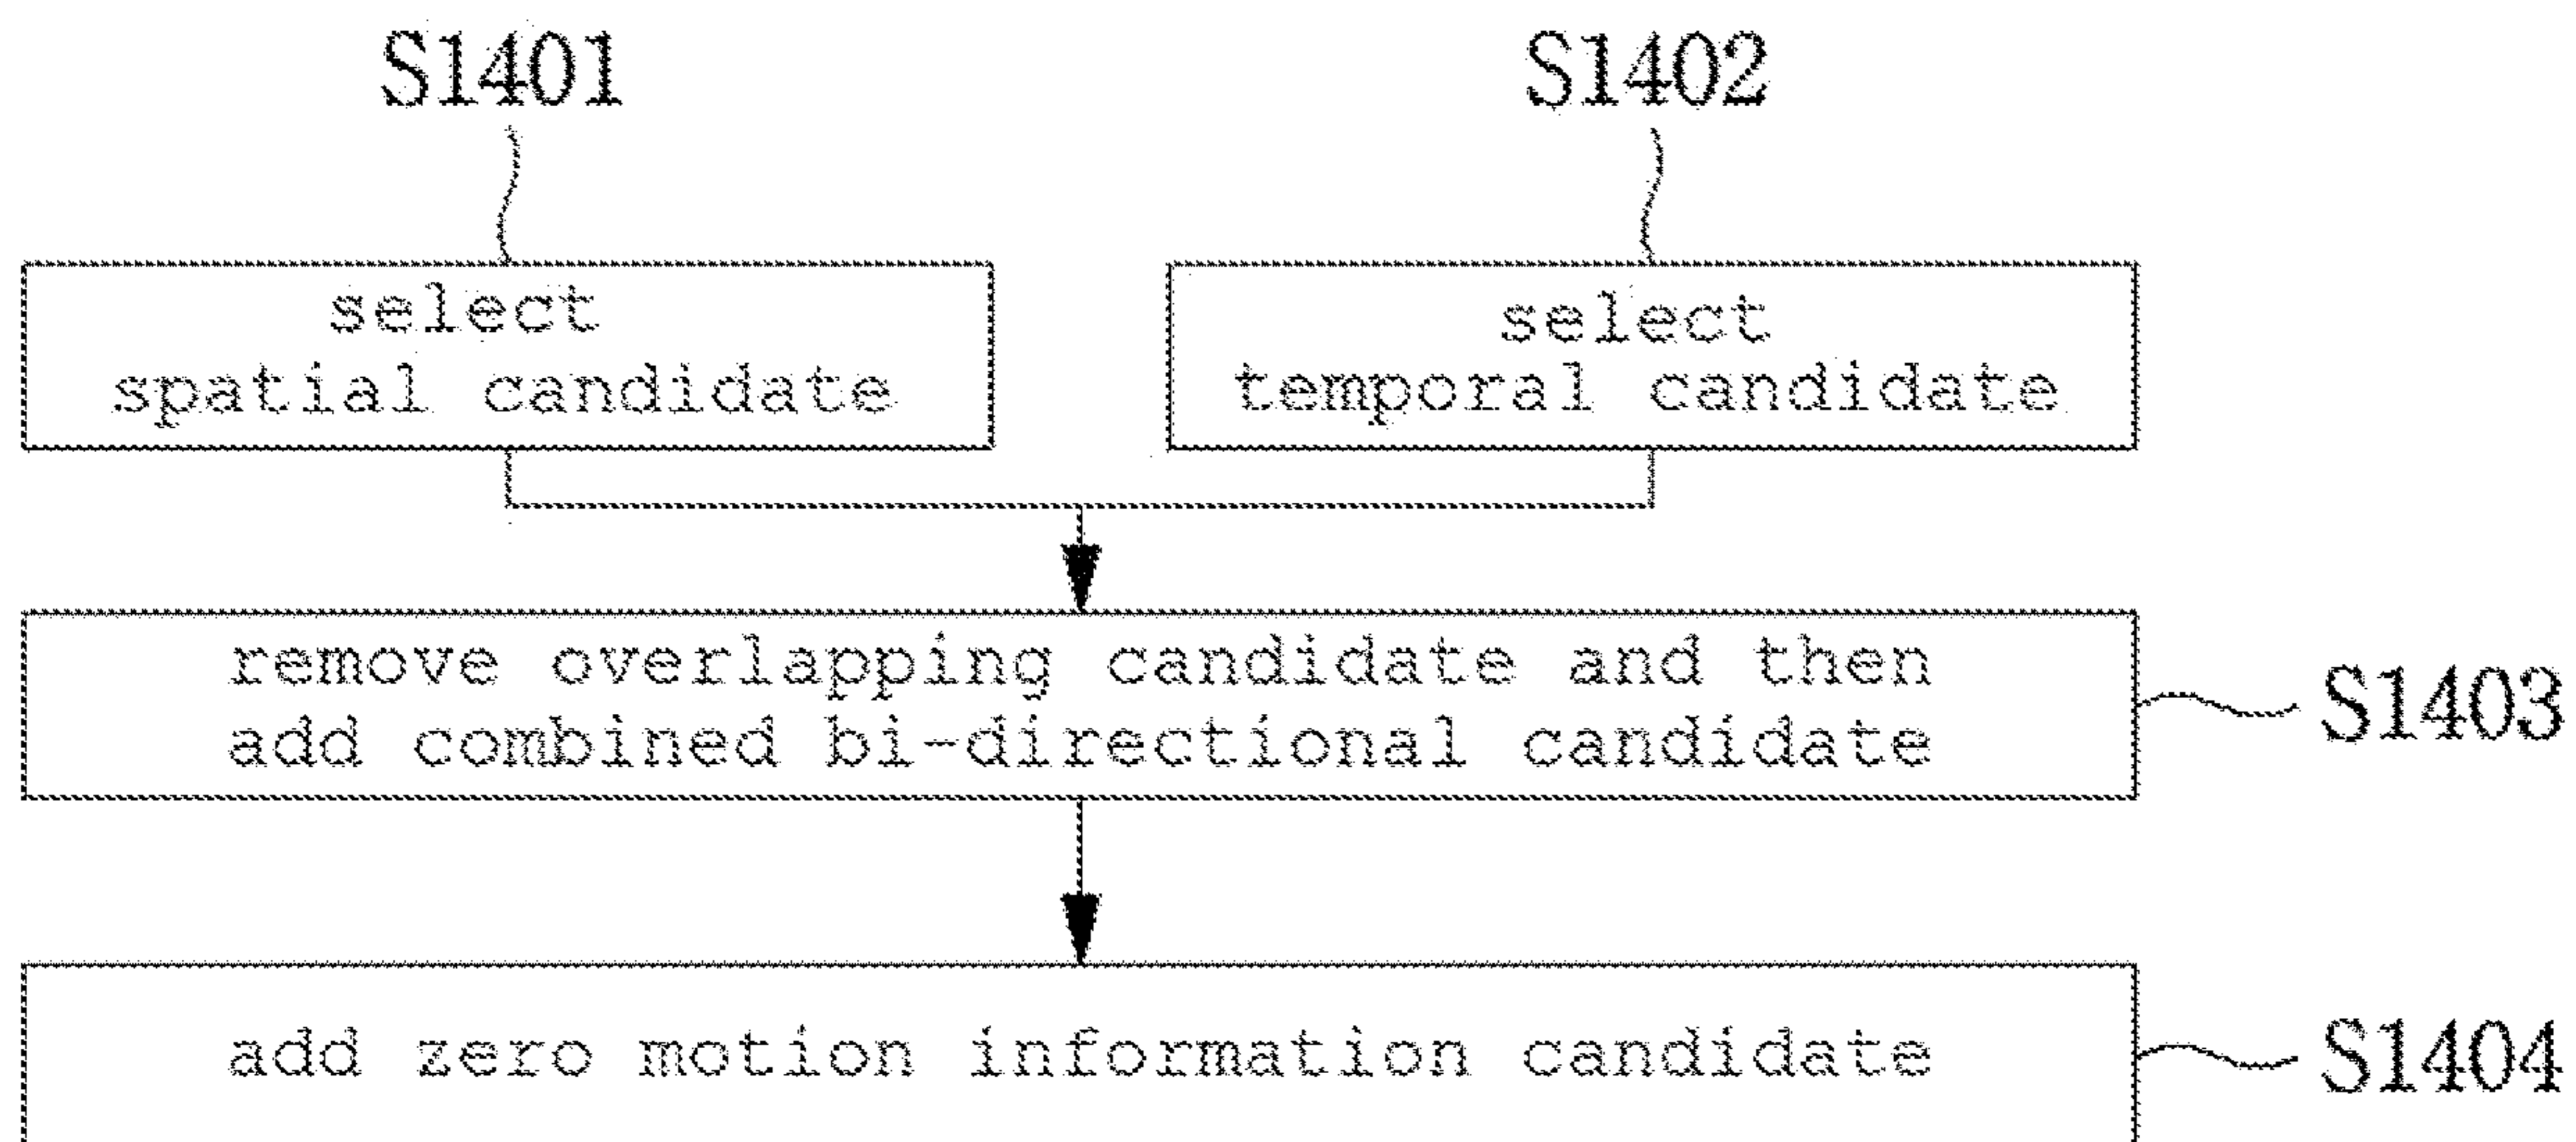 S1401
S1402
select
spatial candidate
select
temporal candidate
remove overlapping candidate and then
add combined bi-directional candidate
S1403
add zero motion information candidate
S1404